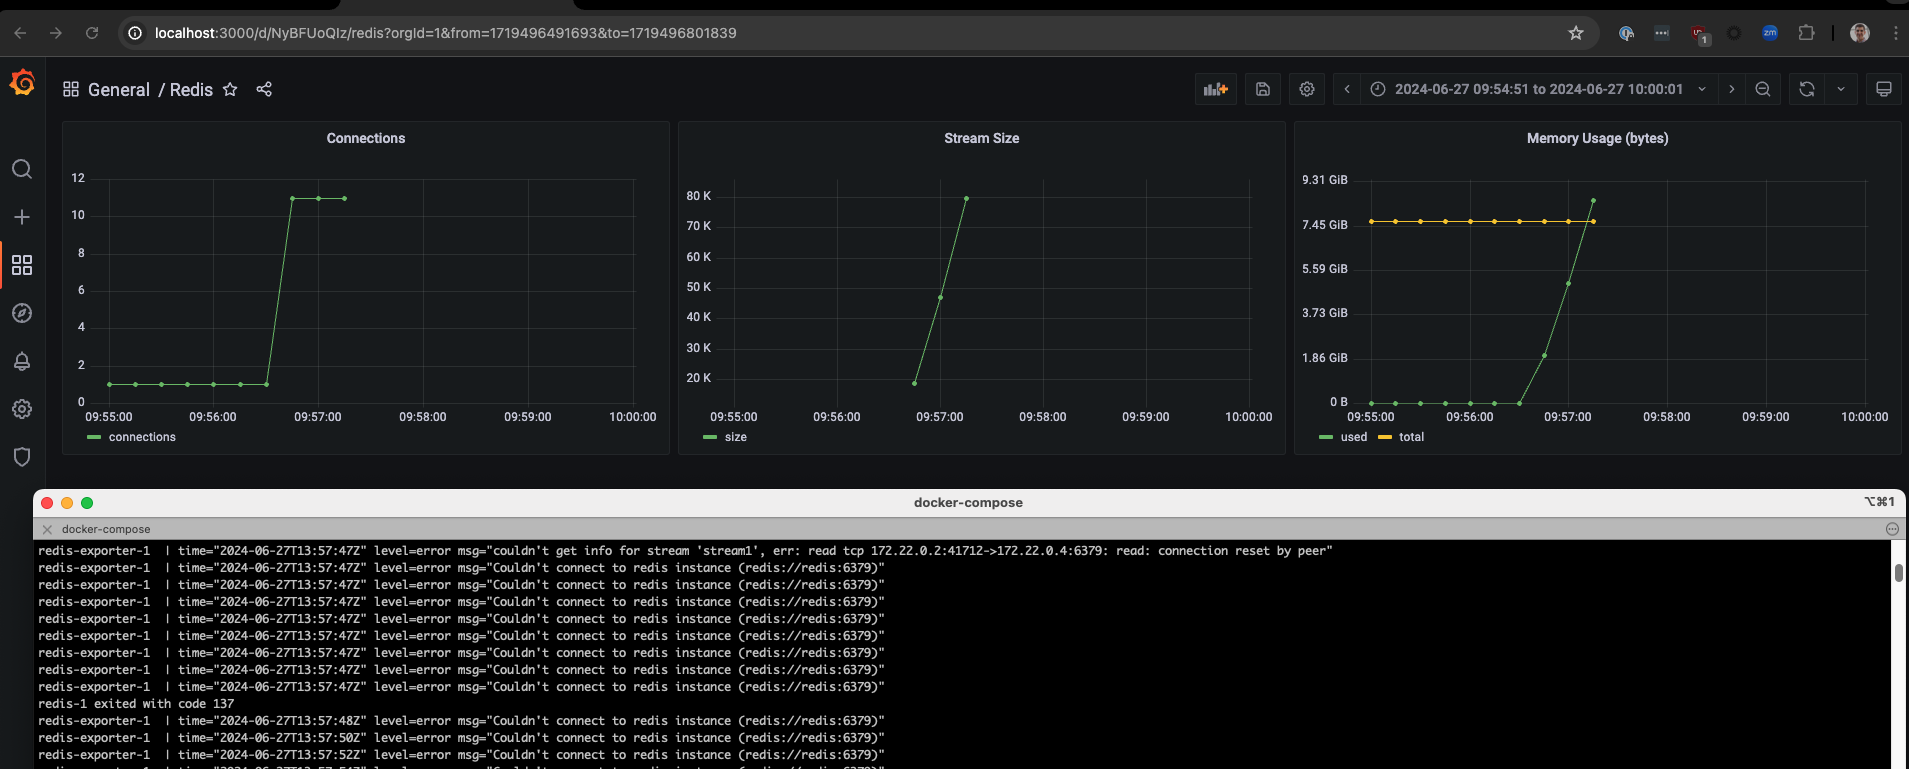 localhost:3000/d/NyBFUoQIz/redis?orgId=1&from=1719496491693&to=1719496801839
1
zm
General / Redis
2024-06-27 09:54:51 to 2024-06-27 10:00:01
Connections
12
10
8
6
4
2
0
09:55:00 09:56:00 09:57:00 09:58:00 09:59:00 10:00:00
connections
Stream Size
80 K
70 K
60 K
50 K
40 K
30 K
20 K
09:55:00 09:56:00 09:57:00 09:58:00 09:59:00 10:00:00
size
Memory Usage (bytes)
9.31 GiB
7.45 GiB
5.59 GiB
3.73 GiB
1.86 GiB
0 B
09:55:00 09:56:00 09:57:00 09:58:00 09:59:00 10:00:00
used total
docker-compose ⌥⌘1
docker-compose
redis-exporter-1 | time="2024-06-27T13:57:47Z" level=error msg="couldn't get info for stream 'stream1', err: read tcp 172.22.0.2:41712->172.22.0.4:6379: read: connection reset by peer"
redis-exporter-1 | time="2024-06-27T13:57:47Z" level=error msg="Couldn't connect to redis instance (redis://redis:6379)"
redis-exporter-1 | time="2024-06-27T13:57:47Z" level=error msg="Couldn't connect to redis instance (redis://redis:6379)"
redis-exporter-1 | time="2024-06-27T13:57:47Z" level=error msg="Couldn't connect to redis instance (redis://redis:6379)"
redis-exporter-1 | time="2024-06-27T13:57:47Z" level=error msg="Couldn't connect to redis instance (redis://redis:6379)"
redis-exporter-1 | time="2024-06-27T13:57:47Z" level=error msg="Couldn't connect to redis instance (redis://redis:6379)"
redis-exporter-1 | time="2024-06-27T13:57:47Z" level=error msg="Couldn't connect to redis instance (redis://redis:6379)"
redis-exporter-1 | time="2024-06-27T13:57:47Z" level=error msg="Couldn't connect to redis instance (redis://redis:6379)"
redis-exporter-1 | time="2024-06-27T13:57:47Z" level=error msg="Couldn't connect to redis instance (redis://redis:6379)"
redis-1 exited with code 137
redis-exporter-1 | time="2024-06-27T13:57:48Z" level=error msg="Couldn't connect to redis instance (redis://redis:6379)"
redis-exporter-1 | time="2024-06-27T13:57:50Z" level=error msg="Couldn't connect to redis instance (redis://redis:6379)"
redis-exporter-1 | time="2024-06-27T13:57:52Z" level=error msg="Couldn't connect to redis instance (redis://redis:6379)"